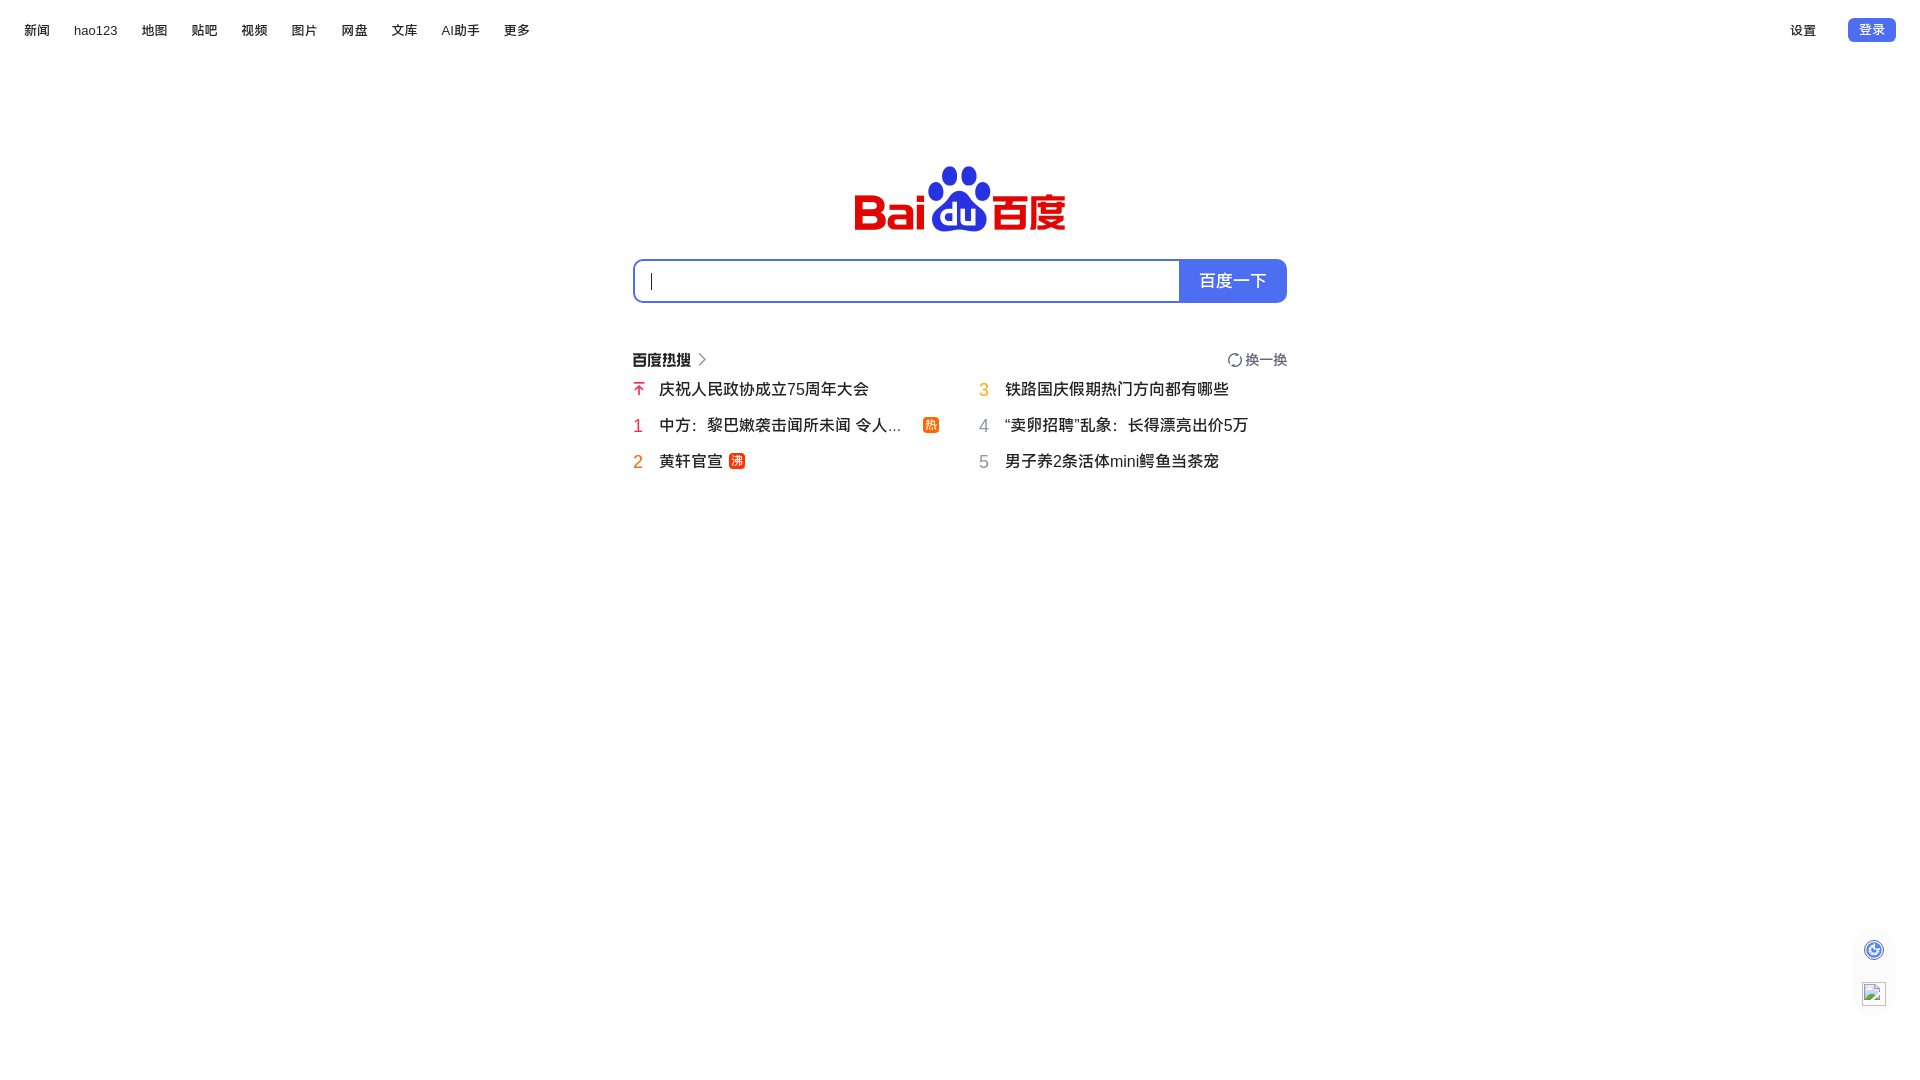 新闻 hao123 地图 贴吧 视频 图片 网盘 文库 AI助手 更多 设置 登录
Bai du 百度
百度一下
百度热搜 换一换
庆祝人民政协成立75周年大会
1 中方：黎巴嫩袭击闻所未闻 令人... 热
2 黄轩官宣 沸
3 铁路国庆假期热门方向都有哪些
4 “卖卵招聘”乱象：长得漂亮出价5万
5 男子养2条活体mini鳄鱼当茶宠